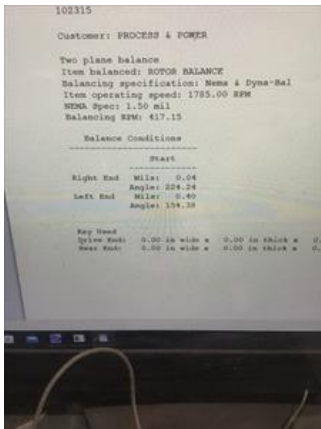 102315
Customer: PROCESS & POWER
Two plane balance
Item balanced: ROTOR BALANCE
Balancing specification: Nema & Dyna-Bal
Item operating speed: 1785.00 RPM
NEMA Spec: 1.50 mil
Balancing RPM: 417.15
Balance Conditions
Start
Right End Mils: 0.04
Angle: 224.24
Left End Mils: 0.40
Angle: 154.28
Key Used
Drive End: 0.00 in wide x 0.00 in thick x 0.
Rear End: 0.00 in wide x 0.00 in thick x 0.